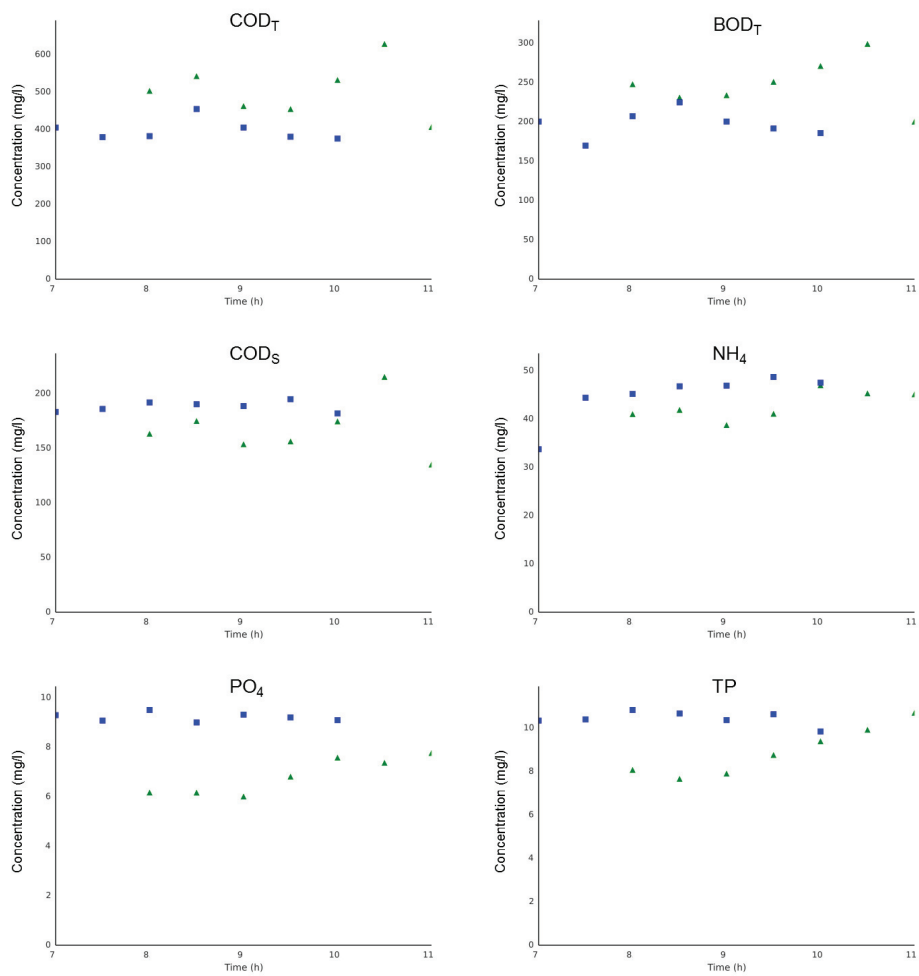 COD_T
Concentration (mg/l)
600
500
400
300
200
100
0
7 8 9 10 11
Time (h)
BOD_T
Concentration (mg/l)
300
250
200
150
100
50
0
7 8 9 10 11
Time (h)
COD_S
Concentration (mg/l)
200
150
100
50
0
7 8 9 10 11
Time (h)
NH_4
Concentration (mg/l)
50
40
30
20
10
0
7 8 9 10 11
Time (h)
PO_4
Concentration (mg/l)
10
8
6
4
2
0
7 8 9 10 11
Time (h)
TP
Concentration (mg/l)
10
8
6
4
2
0
7 8 9 10 11
Time (h)